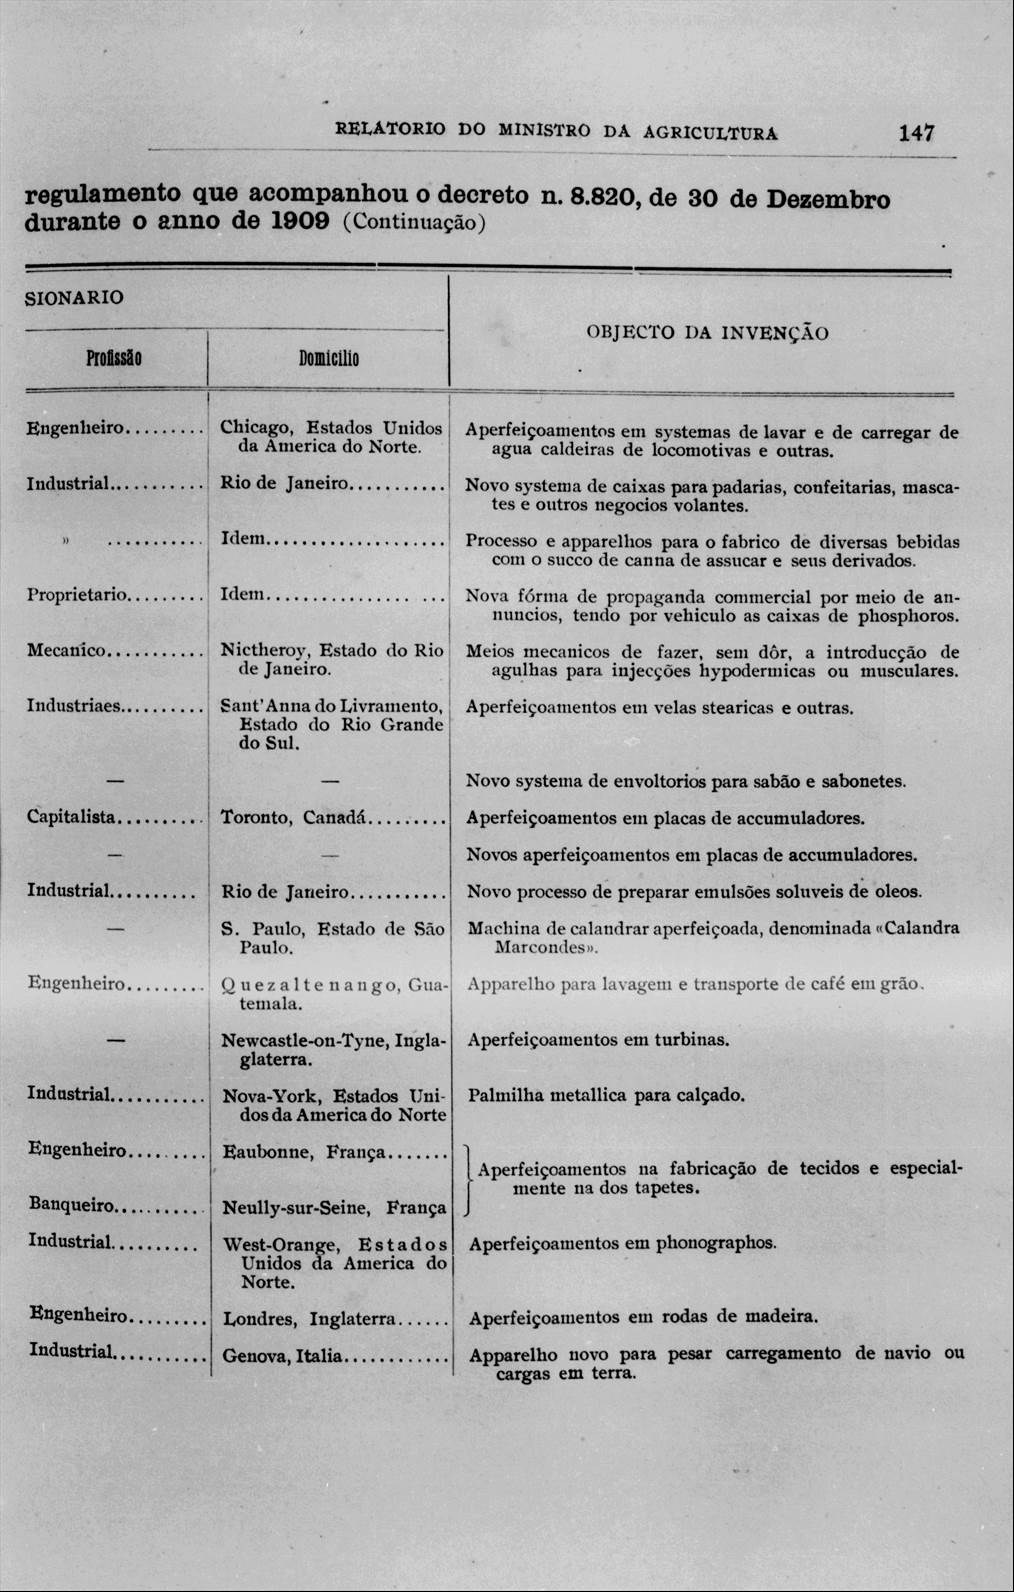 RELATORIO DO MINISTRO DA AGRICULTURA 147
regulamento que acompanhou o decreto n. 8.820, de 30 de Dezembro
durante o anno de 1909 (Continuação)
SIONARIO
OBJECTO DA INVENÇÃO
Profissão Domicilio
Engenheiro......... Chicago, Estados Unidos Aperfeiçoamentos em systemas de lavar e de carregar de
da America do Norte. agua caldeiras de locomotivas e outras.
Industrial........... Rio de Janeiro........... Novo systema de caixas para padarias, confeitarias, masca-
tes e outros negocios volantes.
» ........... Idem.................... Processo e apparelhos para o fabrico de diversas bebidas
com o succo de canna de assucar e seus derivados.
Proprietario......... Idem................ ... Nova fórma de propaganda commercial por meio de an-
nuncios, tendo por vehiculo as caixas de phosphoros.
Mecanico........... Nictheroy, Estado do Rio Meios mecanicos de fazer, sem dôr, a introducção de
de Janeiro. agulhas para injecções hypodermicas ou musculares.
Industriaes.......... Sant'Anna do Livramento, Aperfeiçoamentos em velas stearicas e outras.
Estado do Rio Grande
do Sul.
— — Novo systema de envoltorios para sabão e sabonetes.
Capitalista.......... Toronto, Canadá......... Aperfeiçoamentos em placas de accumuladores.
— — Novos aperfeiçoamentos em placas de accumuladores.
Industrial.......... Rio de Janeiro........... Novo processo de preparar emulsões soluveis de oleos.
— S. Paulo, Estado de São Machina de calandrar aperfeiçoada, denominada «Calandra
Paulo. Marcondes».
Engenheiro......... Quezaltenango, Gua- Apparelho para lavagem e transporte de café em grão.
temala.
— Newcastle-on-Tyne, Ingla- Aperfeiçoamentos em turbinas.
glaterra.
Industrial........... Nova-York, Estados Uni- Palmilha metallica para calçado.
dos da America do Norte
Engenheiro......... Eaubonne, França.......
Aperfeiçoamentos na fabricação de tecidos e especial-
mente na dos tapetes.
Banqueiro.......... Neully-sur-Seine, França
Industrial.......... West-Orange, Estados Aperfeiçoamentos em phonographos.
Unidos da America do
Norte.
Engenheiro......... Londres, Inglaterra...... Aperfeiçoamentos em rodas de madeira.
Industrial........... Genova, Italia............ Apparelho novo para pesar carregamento de navio ou
cargas em terra.